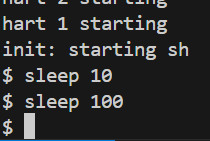 hart 2 starting
hart 1 starting
init: starting sh
$ sleep 10
$ sleep 100
$